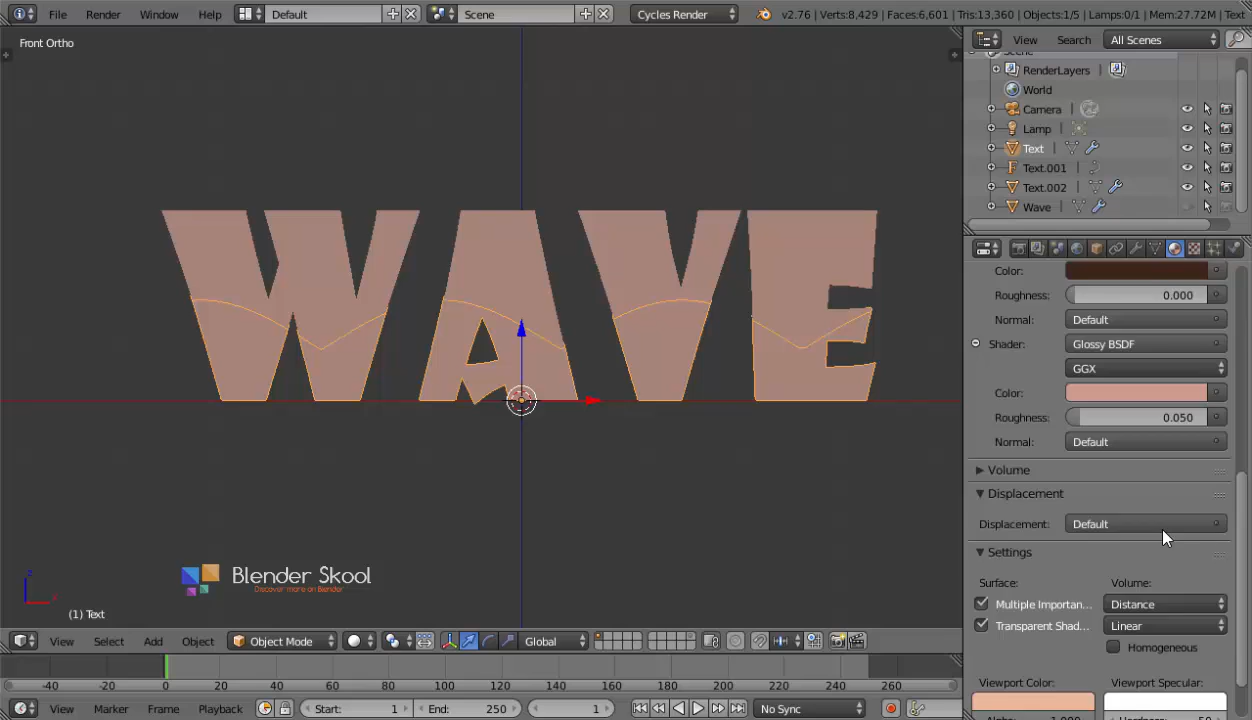 File Render Window Help Default Scene Cycles Render v2.76 | Verts:8,429 | Faces:6,601 | Tris:13,360 | Objects:1/5 | Lamps:0/1 | Mem:27.72M | Text
Front Ortho
View Search All Scenes
Scene
RenderLayers
World
Camera
Lamp
Text
Text.001
Text.002
Wave
WAVE
Color:
Roughness: 0.000
Normal: Default
Shader: Glossy BSDF
GGX
Color:
Roughness: 0.050
Normal: Default
Volume
Displacement
Displacement: Default
Settings
Surface: Volume:
Multiple Importan... Distance
Transparent Shad... Linear
Homogeneous
Viewport Color: Viewport Specular:
Alpha: 1.000 Hardness: 50
Blender Skool
Discover more on Blender
z
x
(1) Text
View Select Add Object Object Mode Global
-40 -20 0 20 40 60 80 100 120 140 160 180 200 220 240 260
View Marker Frame Playback Start: 1 End: 250 1 No Sync